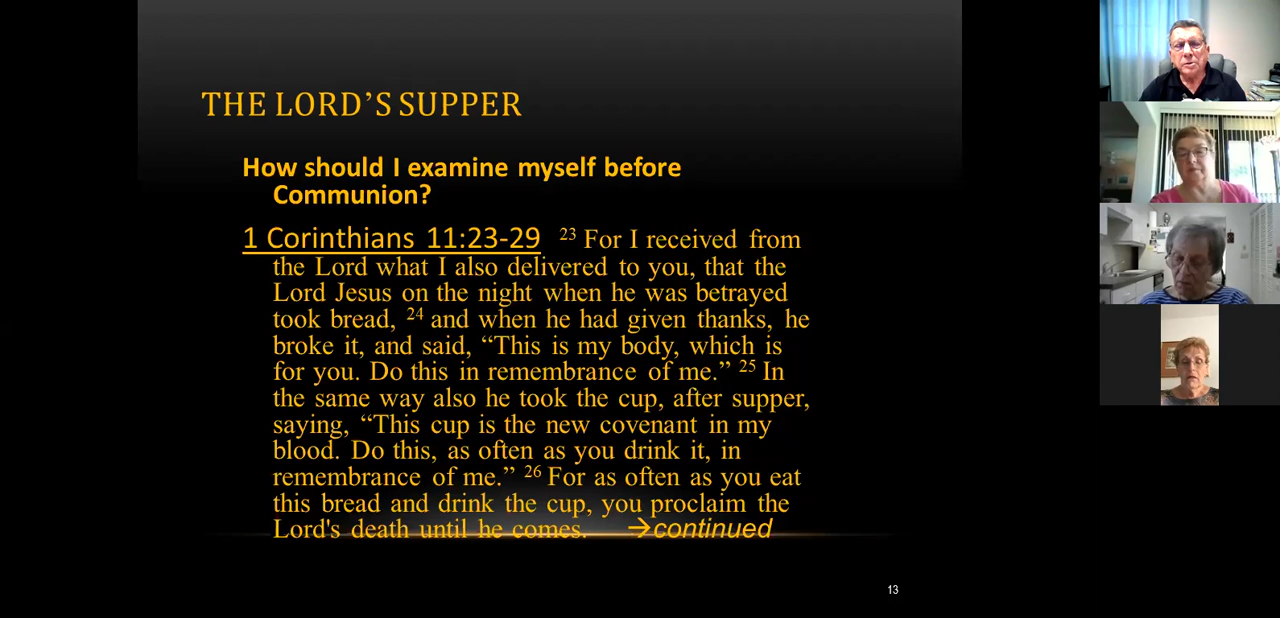 THE LORD’S SUPPER
How should I examine myself before
Communion?
1 Corinthians 11:23-29 23 For I received from
the Lord what I also delivered to you, that the
Lord Jesus on the night when he was betrayed
took bread, 24 and when he had given thanks, he
broke it, and said, “This is my body, which is
for you. Do this in remembrance of me.” 25 In
the same way also he took the cup, after supper,
saying, “This cup is the new covenant in my
blood. Do this, as often as you drink it, in
remembrance of me.” 26 For as often as you eat
this bread and drink the cup, you proclaim the
Lord's death until he comes. →continued
13